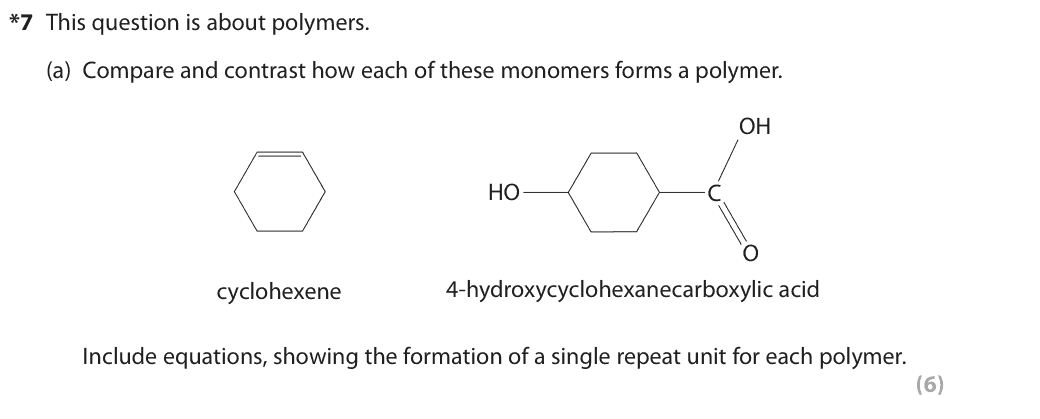 *7 This question is about polymers.
(a) Compare and contrast how each of these monomers forms a polymer.
OH
HO
C
O
cyclohexene
4-hydroxycyclohexanecarboxylic acid
Include equations, showing the formation of a single repeat unit for each polymer.
(6)